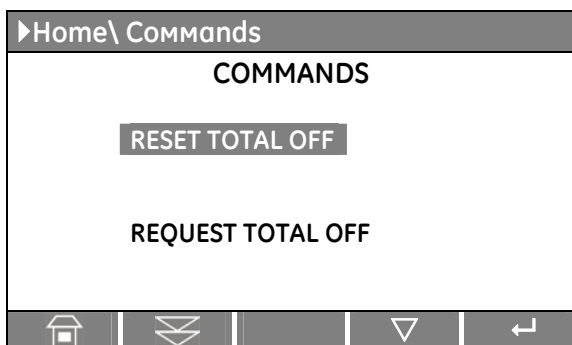 Home\ Commands
COMMANDS
RESET TOTAL OFF
REQUEST TOTAL OFF